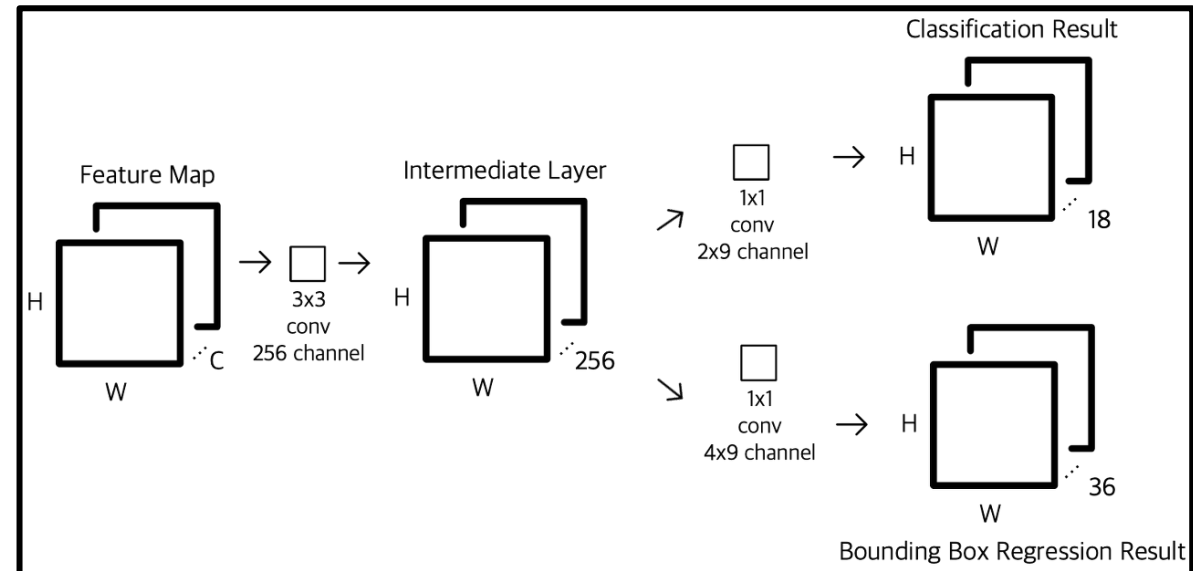 Feature Map
H
W
C
3x3
conv
256 channel
Intermediate Layer
H
W
256
1x1
conv
2x9 channel
Classification Result
H
W
18
1x1
conv
4x9 channel
H
W
36
Bounding Box Regression Result